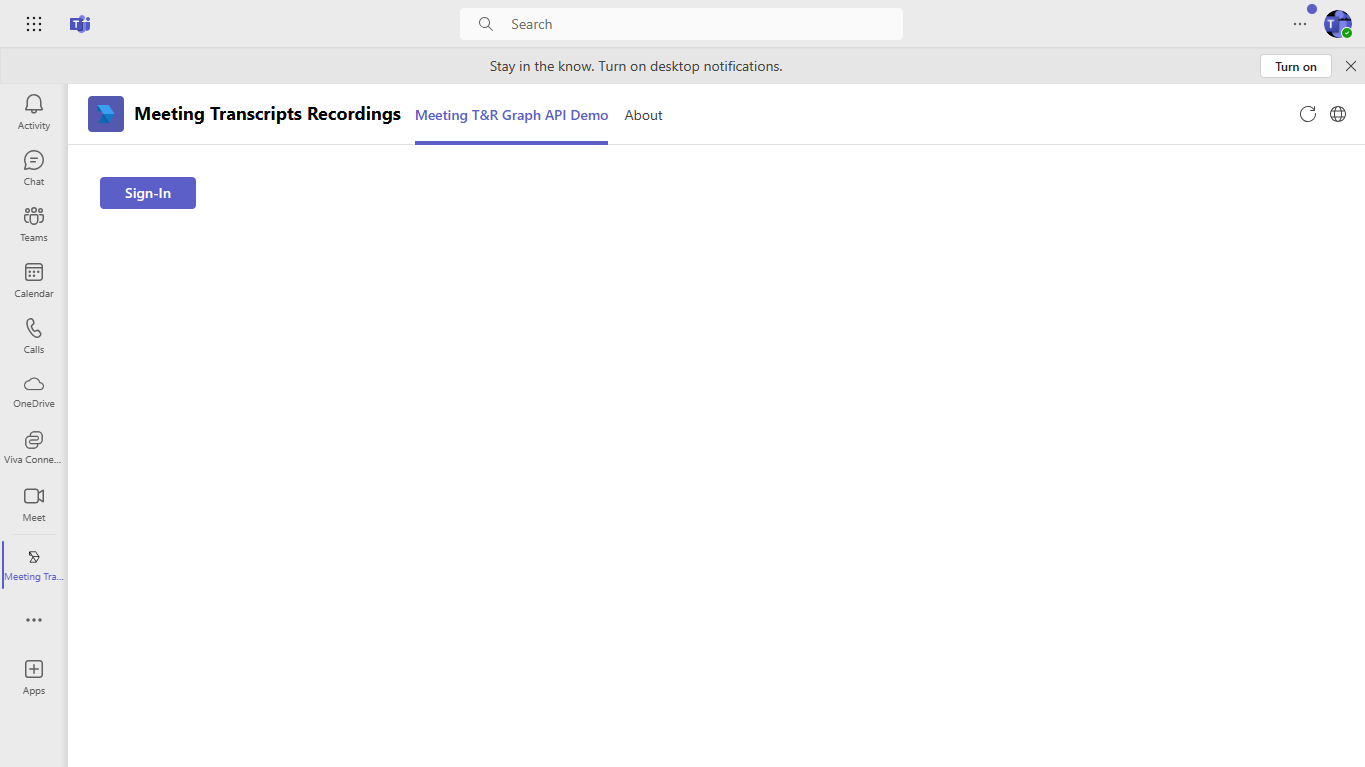 Search
Stay in the know. Turn on desktop notifications.
Turn on
Activity
Chat
Teams
Calendar
Calls
OneDrive
Viva Conne...
Meet
Meeting Tra...
Apps
Meeting Transcripts Recordings
Meeting T&R Graph API Demo
About
Sign-In